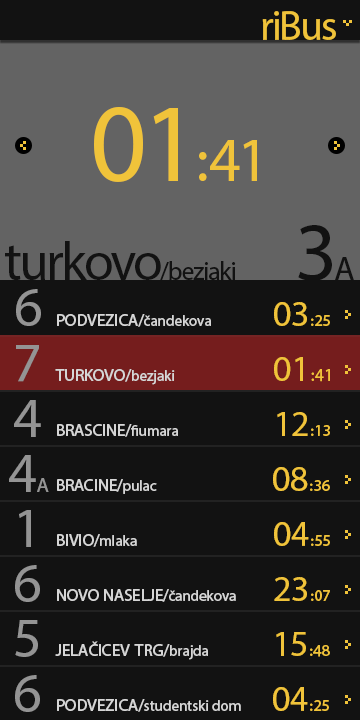 riBus
01:41
turkovo/bezjaki 3A
6 PODVEZICA/čandekova 03:25
7 TURKOVO/bezjaki 01:41
4 BRASCINE/fiumara 12:13
4A BRACINE/pulac 08:36
1 BIVIO/mlaka 04:55
6 NOVO NASELJE/čandekova 23:07
5 JELAČICEV TRG/brajda 15:48
6 PODVEZICA/studentski dom 04:25